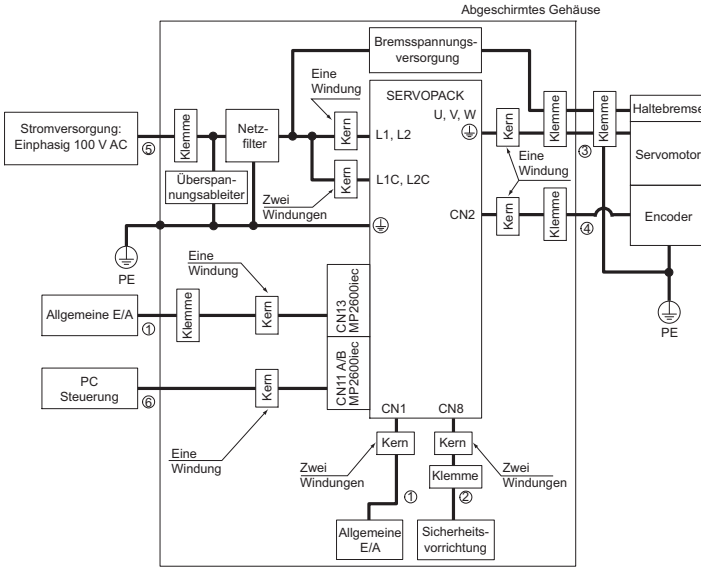 Abgeschirmtes Gehäuse
Bremsspannungs-
versorgung
Eine
Windung
SERVOPACK
U, V, W
Stromversorgung:
Einphasig 100 V AC
⑤
Klemme
Netz-
filter
Kern
L1, L2
Kern
Klemme
Klemme
Haltebremse
③
Servomotor
Überspan-
nungsableiter
Kern
L1C, L2C
Zwei
Windungen
Eine
Windung
CN2
Kern
Klemme
④
Encoder
PE
PE
Eine
Windung
Allgemeine E/A
①
Klemme
Kern
CN13
MP2600iec
PC
Steuerung
⑥
Kern
CN11 A/B
MP2600iec
Eine
Windung
CN1
CN8
Kern
Kern
Zwei
Windungen
Zwei
Windungen
Klemme
①
②
Allgemeine
E/A
Sicherheits-
vorrichtung